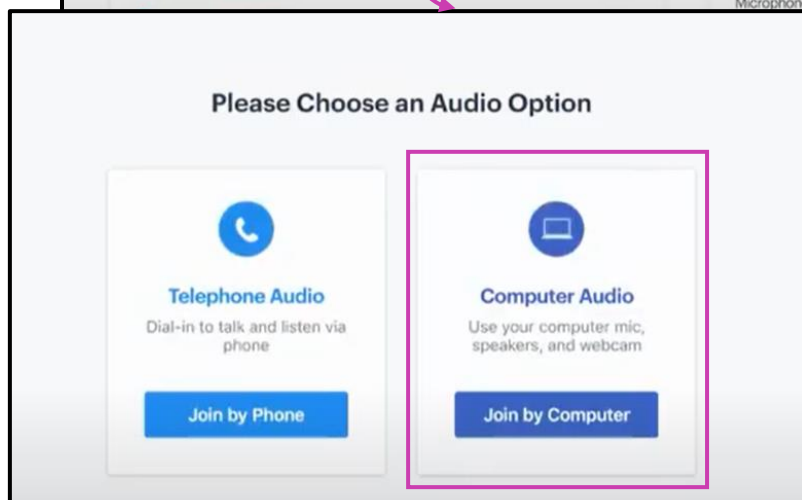 Please Choose an Audio Option
Telephone Audio
Dial-in to talk and listen via
phone
Join by Phone
Computer Audio
Use your computer mic,
speakers, and webcam
Join by Computer